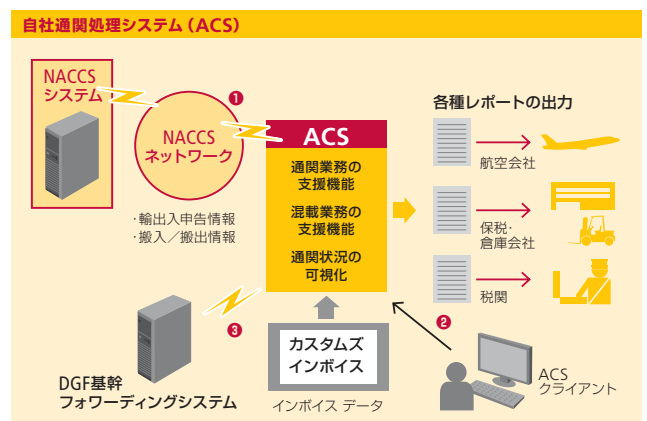 自社通関処理システム（ACS）
NACCS
システム
❶
NACCS
ネットワーク
・輸出入申告情報
・搬入／搬出情報
ACS
通関業務の
支援機能
混載業務の
支援機能
通関状況の
可視化
各種レポートの出力
航空会社
保税・
倉庫会社
税関
❸
DGF基幹
フォワーディングシステム
カスタムズ
インボイス
インボイス データ
❷
ACS
クライアント